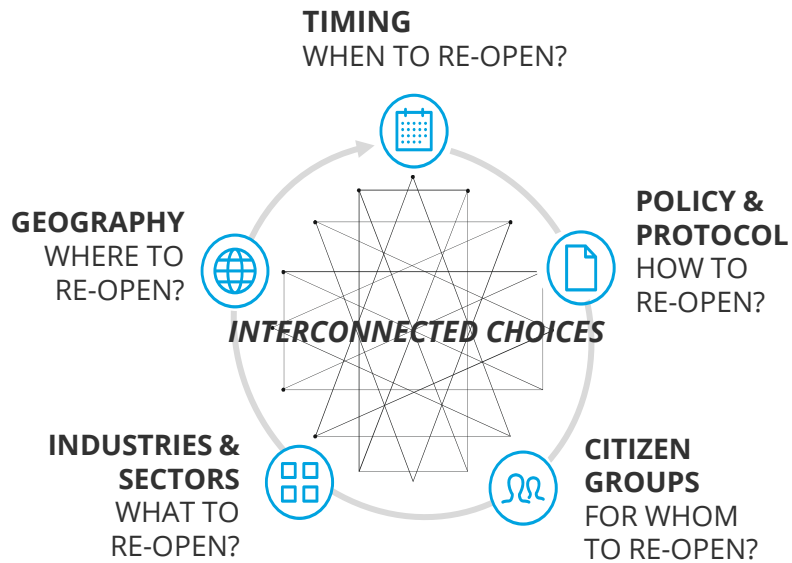 TIMING
WHEN TO RE-OPEN?
POLICY &
PROTOCOL
HOW TO
RE-OPEN?
GEOGRAPHY
WHERE TO
RE-OPEN?
INTERCONNECTED CHOICES
INDUSTRIES &
SECTORS
WHAT TO
RE-OPEN?
CITIZEN
GROUPS
FOR WHOM
TO RE-OPEN?